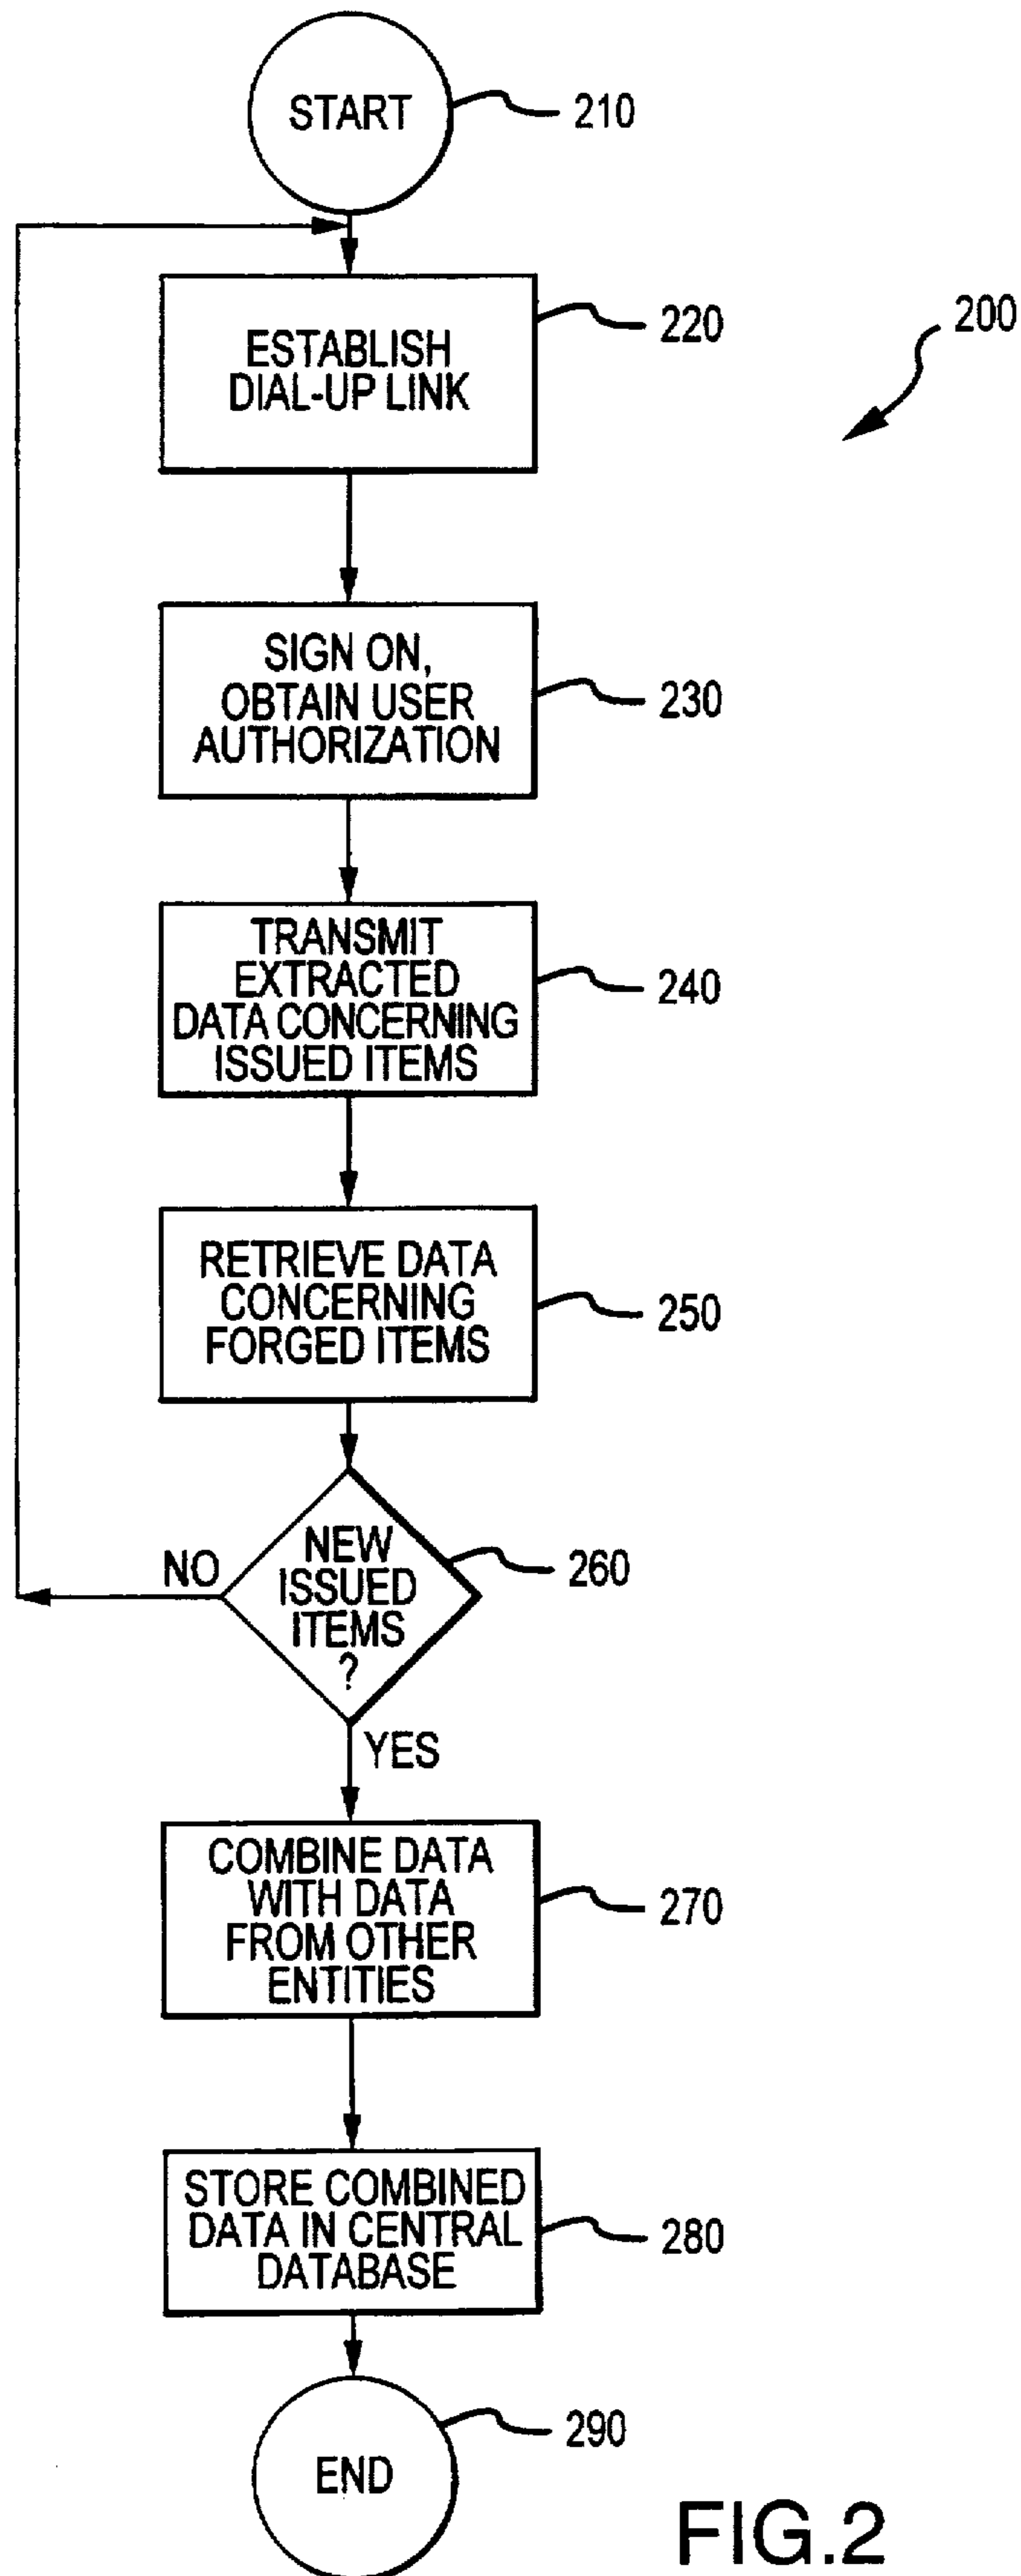 START
210
200
ESTABLISH
DIAL-UP LINK
220
SIGN ON,
OBTAIN USER
AUTHORIZATION
230
TRANSMIT
EXTRACTED
DATA CONCERNING
ISSUED ITEMS
240
RETRIEVE DATA
CONCERNING
FORGED ITEMS
250
NEW
ISSUED
ITEMS
?
260
NO
YES
COMBINE DATA
WITH DATA
FROM OTHER
ENTITIES
270
STORE COMBINED
DATA IN CENTRAL
DATABASE
280
END
290
FIG.2